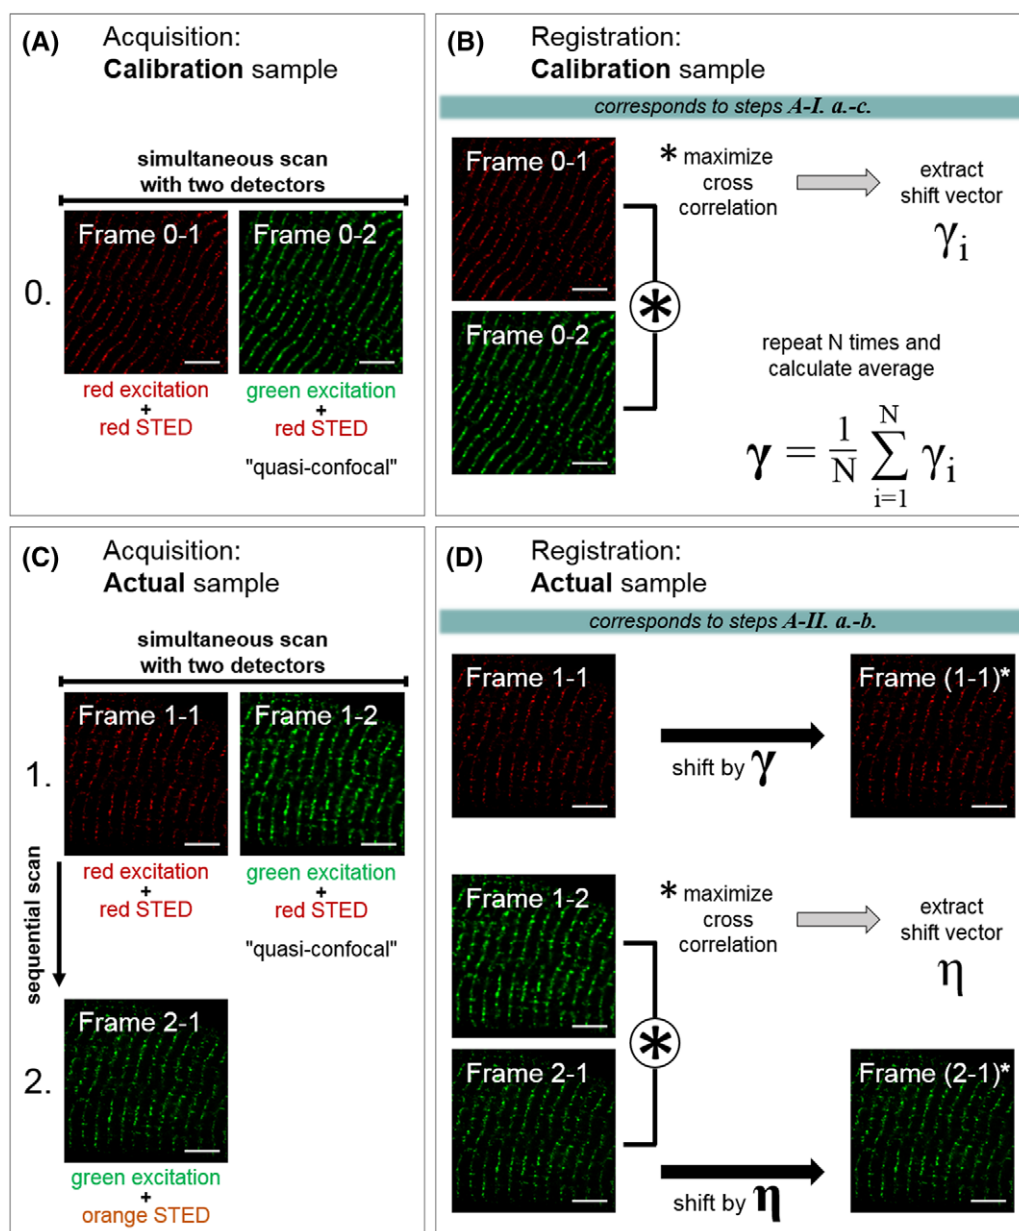 (A) Acquisition:
Calibration sample
simultaneous scan
with two detectors
0.
Frame 0-1 Frame 0-2
red excitation green excitation
+ +
red STED red STED
"quasi-confocal"
(B) Registration:
Calibration sample
corresponds to steps A-I. a.-c.
Frame 0-1
* maximize
cross
correlation
extract
shift vector
γi
*
Frame 0-2
repeat N times and
calculate average
γ = 1/N ∑ i=1 N γi
(C) Acquisition:
Actual sample
simultaneous scan
with two detectors
1.
Frame 1-1 Frame 1-2
red excitation green excitation
+ +
red STED red STED
"quasi-confocal"
sequential scan
2.
Frame 2-1
green excitation
+
orange STED
(D) Registration:
Actual sample
corresponds to steps A-II. a.-b.
Frame 1-1
shift by γ
Frame (1-1)*
Frame 1-2
* maximize
cross
correlation
extract
shift vector
η
*
Frame 2-1
shift by η
Frame (2-1)*